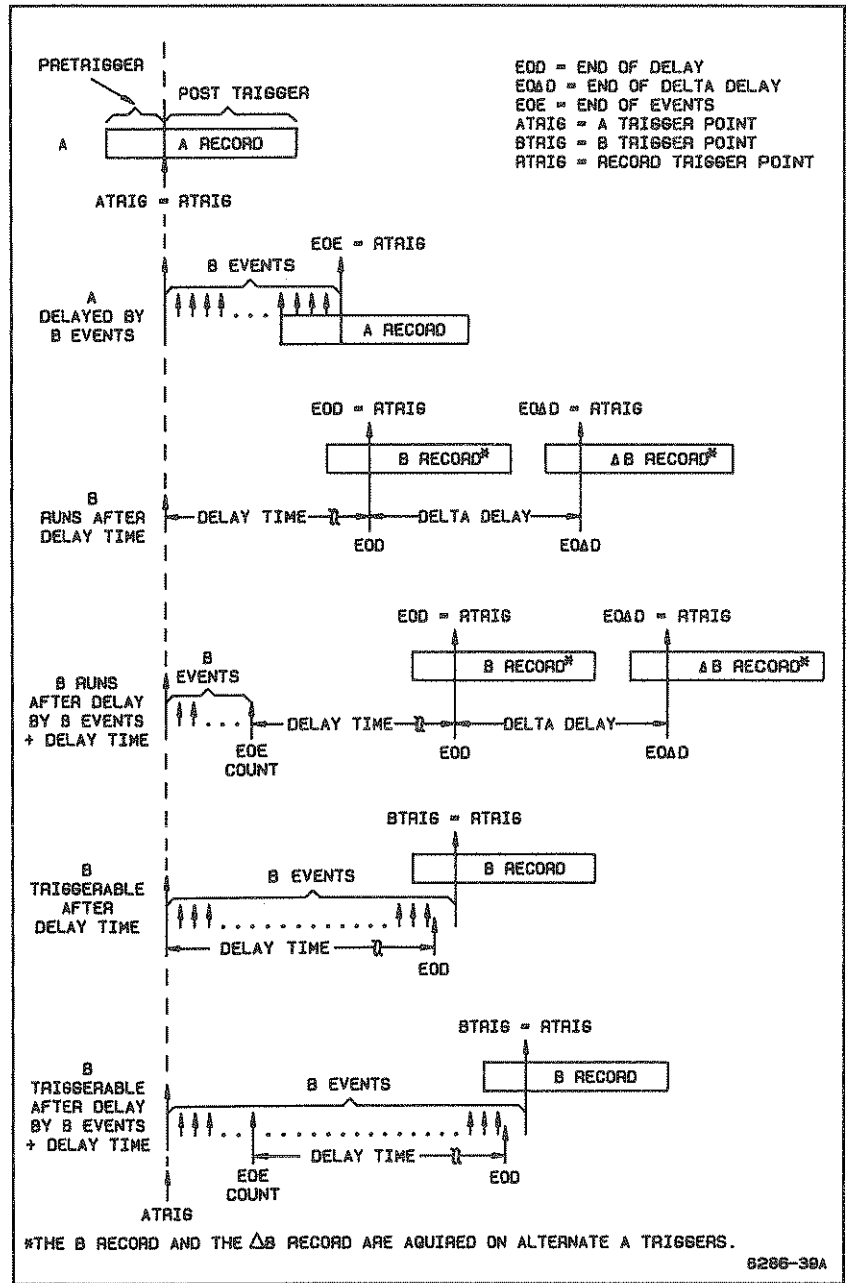 PRETRIGGER
POST TRIGGER
A
A RECORD
ATRIG = RTRIG
EOD = END OF DELAY
EOΔD = END OF DELTA DELAY
EOE = END OF EVENTS
ATRIG = A TRIGGER POINT
BTRIG = B TRIGGER POINT
RTRIG = RECORD TRIGGER POINT
EOE = RTRIG
B EVENTS
A
DELAYED BY
B EVENTS
A RECORD
EOD = RTRIG
EOΔD = RTRIG
B RECORD*
ΔB RECORD*
B
RUNS AFTER
DELAY TIME
DELAY TIME
DELTA DELAY
EOD
EOΔD
EOD = RTRIG
EOΔD = RTRIG
B RECORD*
ΔB RECORD*
B RUNS
AFTER DELAY
BY B EVENTS
+ DELAY TIME
B
EVENTS
DELAY TIME
DELTA DELAY
EOE
COUNT
EOD
EOΔD
BTRIG = RTRIG
B RECORD
B
TRIGGERABLE
AFTER
DELAY TIME
B EVENTS
DELAY TIME
EOD
BTRIG = RTRIG
B RECORD
B
TRIGGERABLE
AFTER DELAY
BY B EVENTS
+ DELAY TIME
B EVENTS
DELAY TIME
EOE
COUNT
EOD
ATRIG
*THE B RECORD AND THE ΔB RECORD ARE AQUIRED ON ALTERNATE A TRIGGERS.
6286-39A